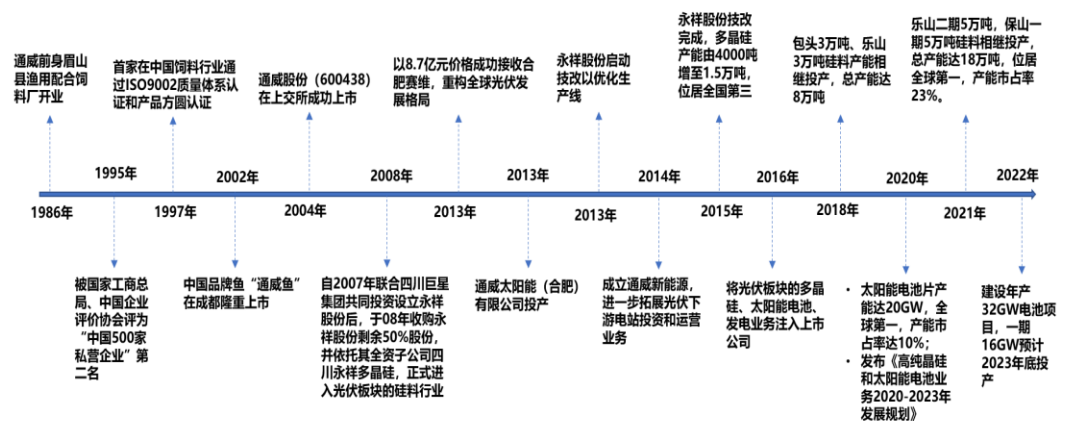 通威前身眉山
县渔用配合饲
料厂开业
首家在中国饲料行业通
过ISO9002质量体系认
证和产品方圆认证
通威股份（600438）
在上交所成功上市
以8.7亿元价格成功接收合
肥赛维，重构全球光伏发
展格局
永祥股份启动
技改以优化生
产线
永祥股份技改
完成，多晶硅
产能由4000吨
增至1.5万吨，
位居全国第三
包头3万吨、乐山
3万吨硅料产能相
继投产，总产能达
8万吨
乐山二期5万吨，保山一
期5万吨硅料相继投产，
总产能达18万吨，位居
全球第一，产能市占率
23%。
1995年
2002年
2008年
2013年
2014年
2016年
2020年
2022年
1986年
1997年
2004年
2013年
2013年
2015年
2018年
2021年
被国家工商总
局、中国企业
评价协会评为
“中国500家
私营企业”第
二名
中国品牌鱼“通威鱼”
在成都隆重上市
自2007年联合四川巨星
集团共同投资设立永祥
股份后，于08年收购永
祥股份剩余50%股份，
并依托其全资子公司四
川永祥多晶硅，正式进
入光伏板块的硅料行业
通威太阳能（合肥）
有限公司投产
成立通威新能源，
进一步拓展光伏下
游电站投资和运营
业务
将光伏板块的多晶
硅、太阳能电池、
发电业务注入上市
公司
• 太阳能电池片产
能达20GW，全
球第一，产能市
占率达10%；
• 发布《高纯晶硅
和太阳能电池业
务2020-2023年
发展规划》
建设年产
32GW电池项
目，一期
16GW预计
2023年底投
产